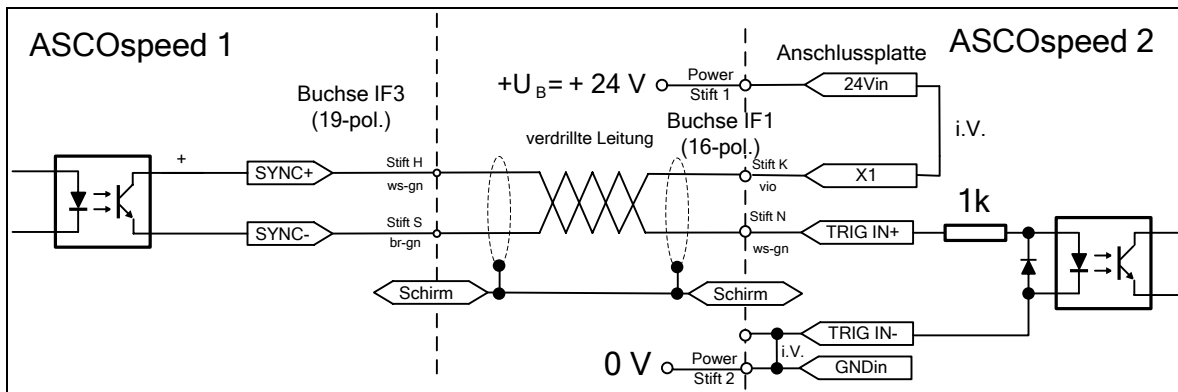 ASCOspeed 1
ASCOspeed 2
Anschlussplatte
+U B = + 24 V
Power
Stift 1
24Vin
Buchse IF3
(19-pol.)
verdrillte Leitung
Buchse IF1
(16-pol.)
i.V.
+
SYNC+
Stift H
ws-gn
Stift K
vio
X1
1k
SYNC-
Stift S
br-gn
Stift N
ws-gn
TRIG IN+
Schirm
Schirm
TRIG IN-
i.V.
0 V
Power
Stift 2
GNDin